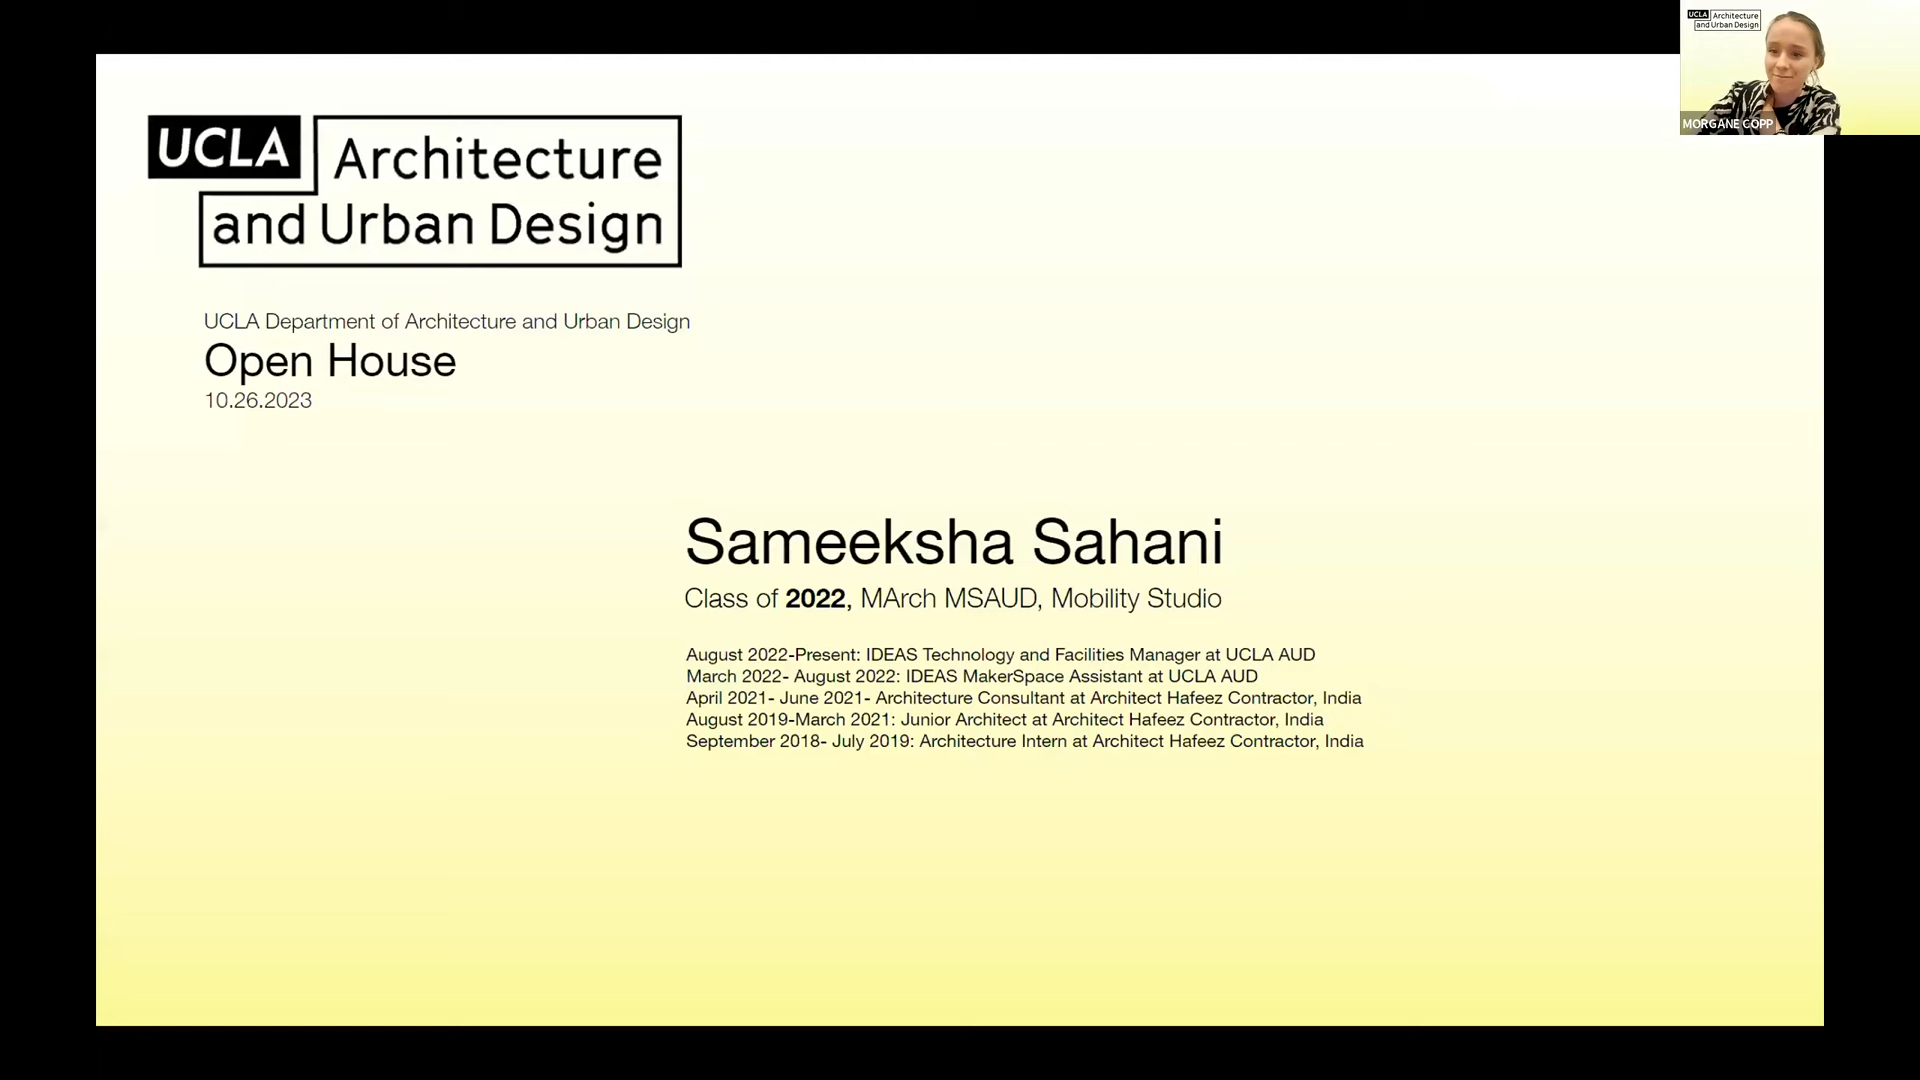 UCLA Architecture
and Urban Design
UCLA Department of Architecture and Urban Design
Open House
10.26.2023
Sameeksha Sahani
Class of 2022, MArch MSAUD, Mobility Studio
August 2022-Present: IDEAS Technology and Facilities Manager at UCLA AUD
March 2022- August 2022: IDEAS MakerSpace Assistant at UCLA AUD
April 2021- June 2021- Architecture Consultant at Architect Hafeez Contractor, India
August 2019-March 2021: Junior Architect at Architect Hafeez Contractor, India
September 2018- July 2019: Architecture Intern at Architect Hafeez Contractor, India
UCLA Architecture
and Urban Design
MORGANE COPP